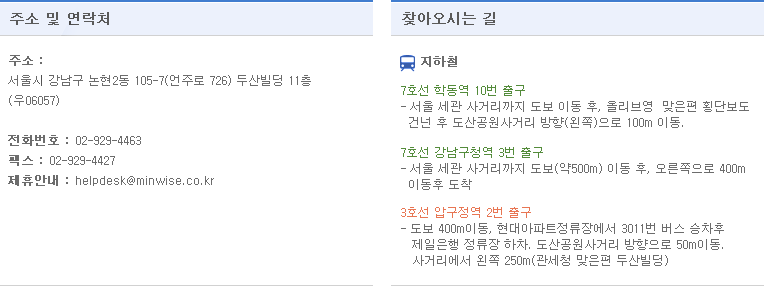 주소 및 연락처
주소 :
서울시 강남구 논현2동 105-7(언주로 726) 두산빌딩 11층
(우06057)
전화번호 : 02-929-4463
팩스 : 02-929-4427
제휴안내 : helpdesk@minwise.co.kr
찾아오시는 길
지하철
7호선 학동역 10번 출구
- 서울 세관 사거리까지 도보 이동 후, 올리브영 맞은편 횡단보도
건넌 후 도산공원사거리 방향(왼쪽)으로 100m 이동.
7호선 강남구청역 3번 출구
- 서울 세관 사거리까지 도보(약500m) 이동 후, 오른쪽으로 400m
이동후 도착
3호선 압구정역 2번 출구
- 도보 400m이동, 현대아파트정류장에서 3011번 버스 승차후
제일은행 정류장 하차. 도산공원사거리 방향으로 50m이동.
사거리에서 왼쪽 250m(관세청 맞은편 두산빌딩)